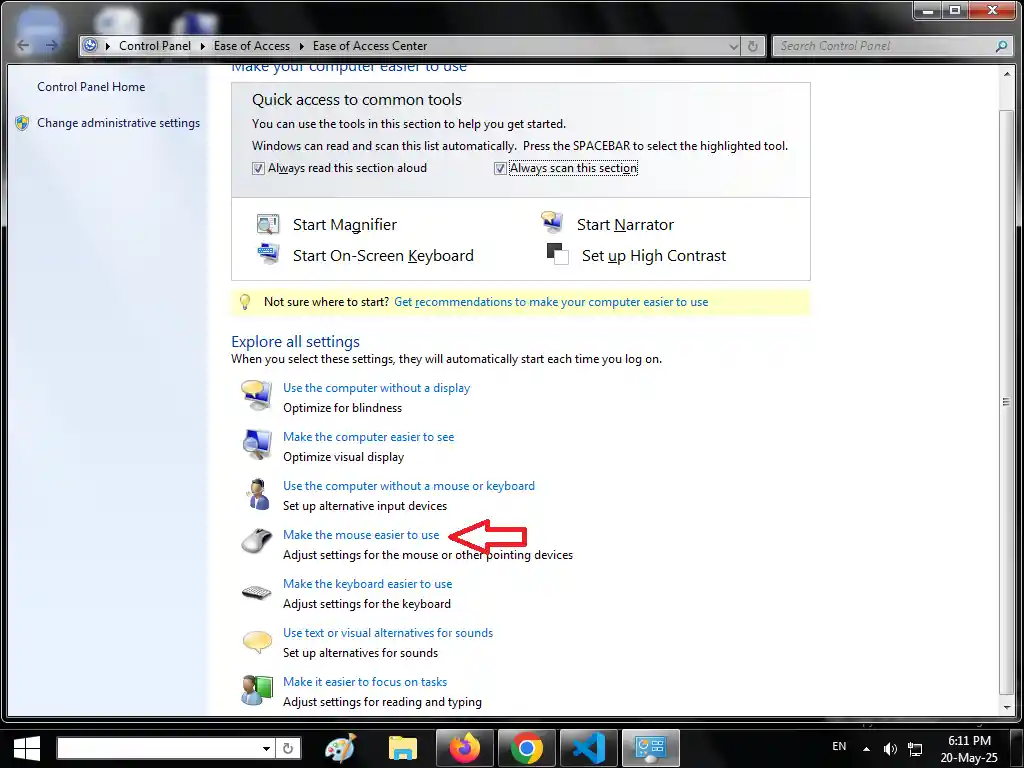 Control Panel ▸ Ease of Access ▸ Ease of Access Center
Search Control Panel
Control Panel Home
Change administrative settings
Make your computer easier to use
Quick access to common tools
You can use the tools in this section to help you get started.
Windows can read and scan this list automatically. Press the SPACEBAR to select the highlighted tool.
Always read this section aloud
Always scan this section
Start Magnifier
Start Narrator
Start On-Screen Keyboard
Set up High Contrast
Not sure where to start? Get recommendations to make your computer easier to use
Explore all settings
When you select these settings, they will automatically start each time you log on.
Use the computer without a display
Optimize for blindness
Make the computer easier to see
Optimize visual display
Use the computer without a mouse or keyboard
Set up alternative input devices
Make the mouse easier to use
Adjust settings for the mouse or other pointing devices
Make the keyboard easier to use
Adjust settings for the keyboard
Use text or visual alternatives for sounds
Set up alternatives for sounds
Make it easier to focus on tasks
Adjust settings for reading and typing
EN
6:11 PM
20-May-25